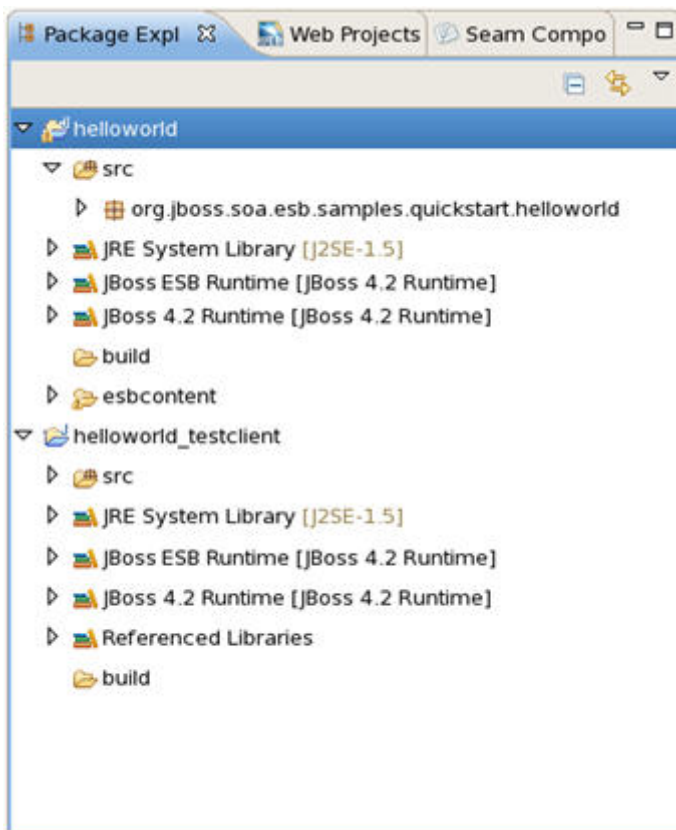 Package Expl
Web Projects
Seam Compo
helloworld
src
org.jboss.soa.esb.samples.quickstart.helloworld
JRE System Library [J2SE-1.5]
JBoss ESB Runtime [JBoss 4.2 Runtime]
JBoss 4.2 Runtime [JBoss 4.2 Runtime]
build
esbcontent
helloworld_testclient
src
JRE System Library [J2SE-1.5]
JBoss ESB Runtime [JBoss 4.2 Runtime]
JBoss 4.2 Runtime [JBoss 4.2 Runtime]
Referenced Libraries
build